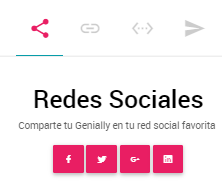 Redes Sociales
Comparte tu Genially en tu red social favorita